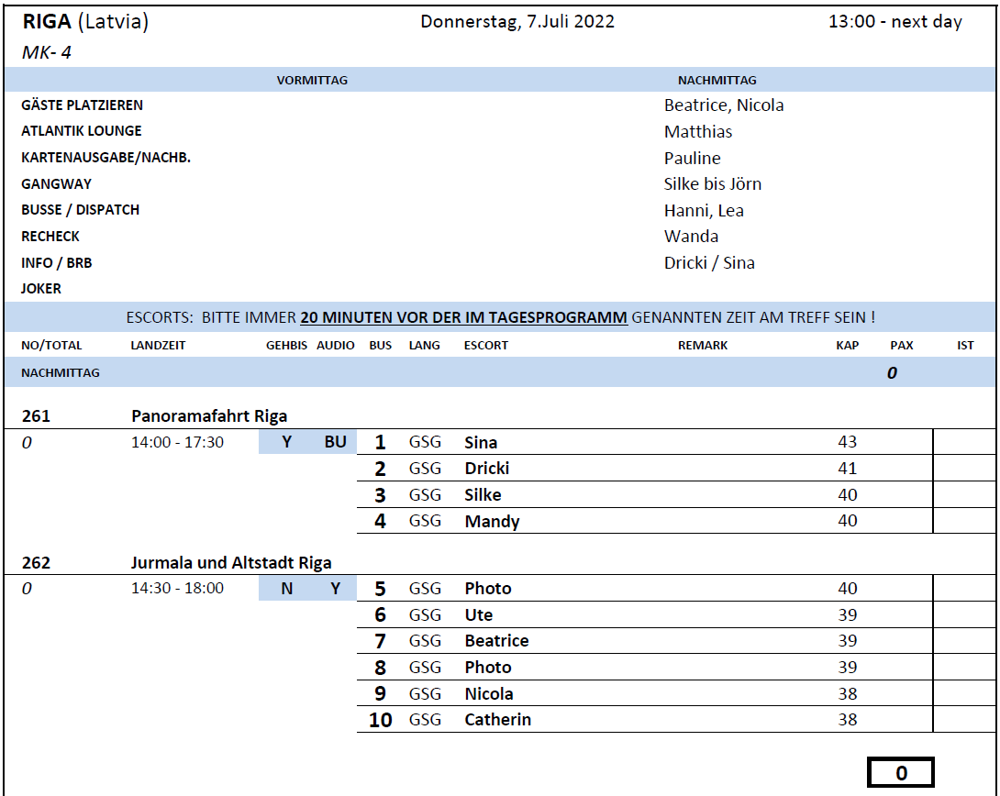 RIGA (Latvia) Donnerstag, 7.Juli 2022 13:00 - next day
MK- 4
VORMITTAG NACHMITTAG
GÄSTE PLATZIEREN Beatrice, Nicola
ATLANTIK LOUNGE Matthias
KARTENAUSGABE/NACHB. Pauline
GANGWAY Silke bis Jörn
BUSSE / DISPATCH Hanni, Lea
RECHECK Wanda
INFO / BRB Dricki / Sina
JOKER
ESCORTS: BITTE IMMER 20 MINUTEN VOR DER IM TAGESPROGRAMM GENANNTEN ZEIT AM TREFF SEIN !
NO/TOTAL LANDZEIT GEHBIS AUDIO BUS LANG ESCORT REMARK KAP PAX IST
NACHMITTAG 0
261 Panoramafahrt Riga
0 14:00 - 17:30 Y BU 1 GSG Sina 43
2 GSG Dricki 41
3 GSG Silke 40
4 GSG Mandy 40
262 Jurmala und Altstadt Riga
0 14:30 - 18:00 N Y 5 GSG Photo 40
6 GSG Ute 39
7 GSG Beatrice 39
8 GSG Photo 39
9 GSG Nicola 38
10 GSG Catherin 38
0